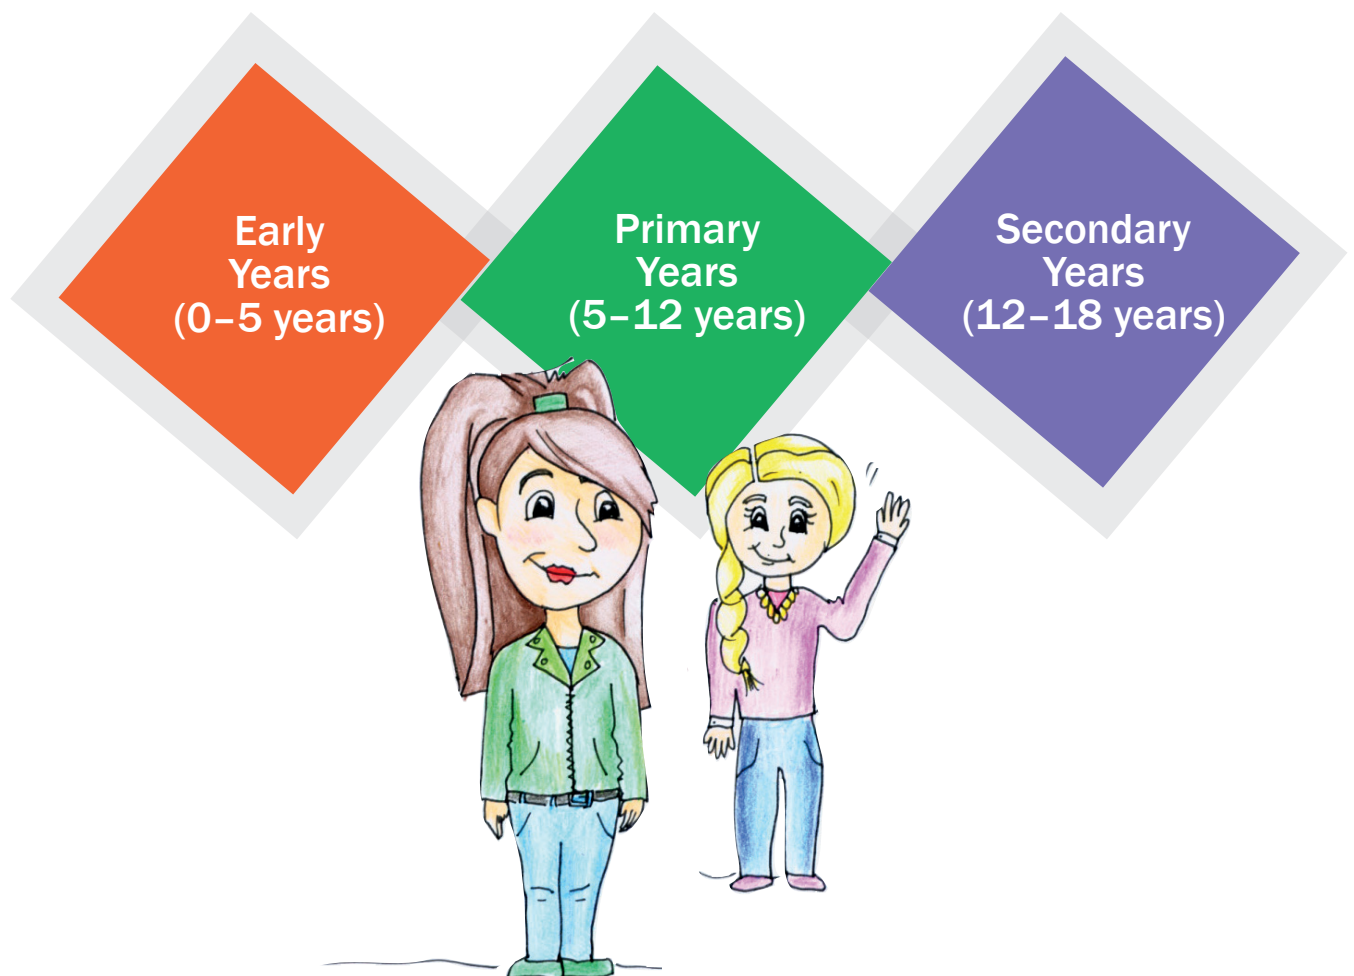 Early
Years
(0–5 years)
Primary
Years
(5–12 years)
Secondary
Years
(12–18 years)